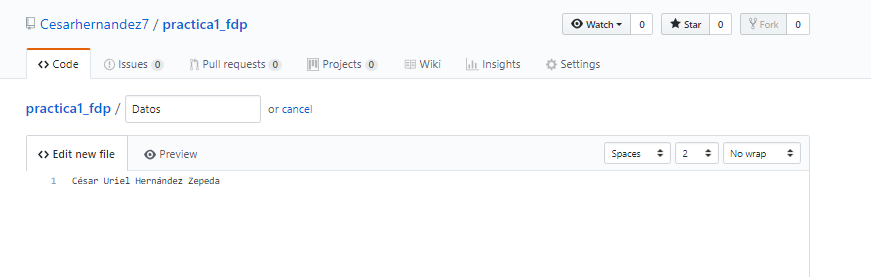 Cesarhernandez7 / practica1_fdp
Watch 0 Star 0 Fork 0
Code Issues 0 Pull requests 0 Projects 0 Wiki Insights Settings
practica1_fdp / Datos or cancel
Edit new file Preview Spaces 2 No wrap
1 César Uriel Hernández Zepeda